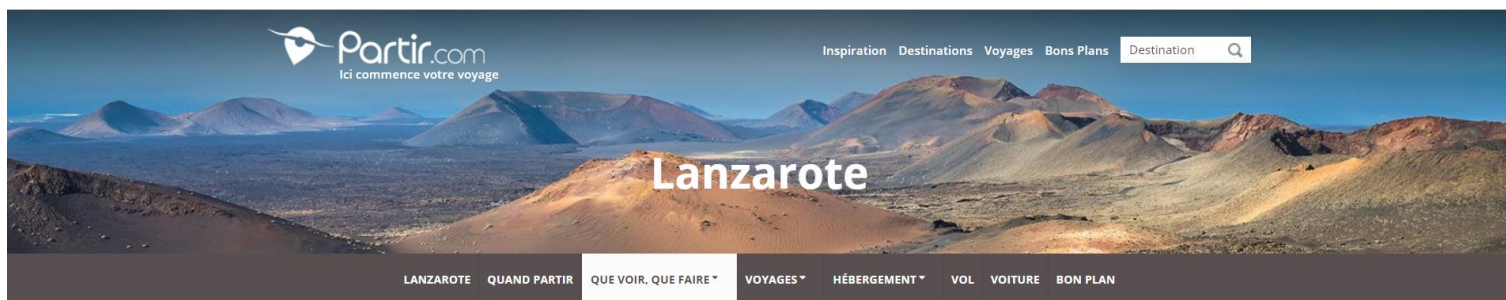 Partir.com
Ici commence votre voyage
Inspiration Destinations Voyages Bons Plans Destination
Lanzarote
LANZAROTE QUAND PARTIR QUE VOIR, QUE FAIRE VOYAGES HÉBERGEMENT VOL VOITURE BON PLAN